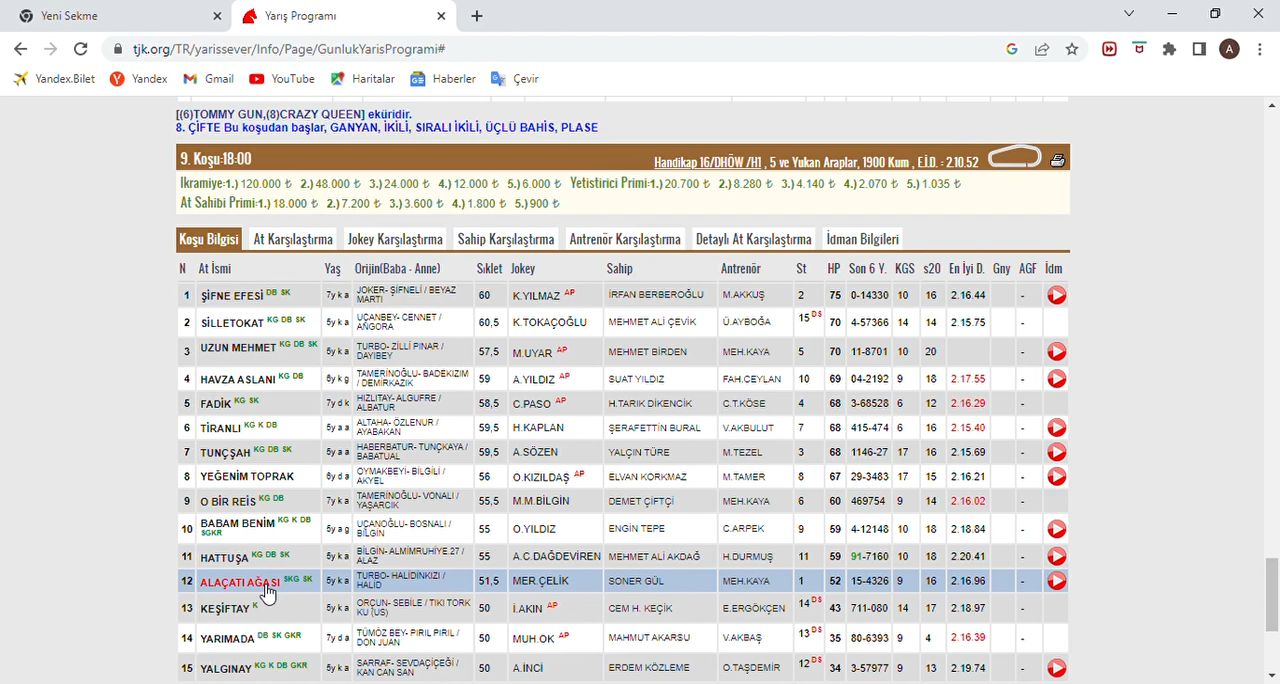 Yeni Sekme
Yarış Programı
tjk.org/TR/yarissever/Info/Page/GunlukYarisProgrami#
A
Yandex.Bilet Yandex Gmail YouTube Haritalar Haberler Çevir
[(6)TOMMY GUN,(8)CRAZY QUEEN] eküridir.
8. ÇİFTE Bu koşudan başlar, GANYAN, İKİLİ, SIRALI İKİLİ, ÜÇLÜ BAHİS, PLASE
9. Koşu:18:00 Handikap 16/DHÖW /H1 , 5 ve Yukarı Araplar, 1900 Kum , E.İ.D. : 2.10.52
İkramiye:1.) 120.000 ₺ 2.) 48.000 ₺ 3.) 24.000 ₺ 4.) 12.000 ₺ 5.) 6.000 ₺ Yetistirici Primi:1.) 20.700 ₺ 2.) 8.280 ₺ 3.) 4.140 ₺ 4.) 2.070 ₺ 5.) 1.035 ₺
At Sahibi Primi:1.) 18.000 ₺ 2.) 7.200 ₺ 3.) 3.600 ₺ 4.) 1.800 ₺ 5.) 900 ₺
Koşu Bilgisi At Karşılaştırma Jokey Karşılaştırma Sahip Karşılaştırma Antrenör Karşılaştırma Detaylı At Karşılaştırma İdman Bilgileri
N At İsmi Yaş Orijin(Baba - Anne) Sıklet Jokey Sahip Antrenör St HP Son 6 Y. KGS s20 En İyi D. Gny AGF İdm
1 ŞİFNE EFESİ DB SK 7y k a JOKER- ŞİFNELİ / BEYAZ MARTI 60 K.YILMAZ AP İRFAN BERBEROĞLU M.AKKUŞ 2 75 0-14330 10 16 2.16.44 -
2 SİLLETOKAT KG DB SK 5y k a UÇANBEY- CENNET / ANGORA 60,5 K.TOKAÇOĞLU MEHMET ALİ ÇEVİK Ü.AYBOĞA 15 DS 70 4-57366 14 14 2.15.75 -
3 UZUN MEHMET KG DB SK 5y k a TURBO- ZİLLİ PINAR / DAYIBEY 57,5 M.UYAR AP MEHMET BİRDEN MEH.KAYA 5 70 11-8701 10 20 -
4 HAVZA ASLANI KG DB 6y k g TAMERİNOĞLU- BADEKIZIM / DEMİRKAZIK 59 A.YILDIZ AP SUAT YILDIZ FAH.CEYLAN 10 69 04-2192 9 18 2.17.55 -
5 FADİK KG SK 7y d k HIZLITAY- ALGUFRE / ALBATUR 58,5 C.PASO AP H.TARIK DİKENCİK C.T.KÖSE 4 68 3-68528 6 12 2.16.29 -
6 TİRANLI KG K DB 5y a a ALTAHA- ÖZLENUR / AYABAKAN 59,5 H.KAPLAN ŞERAFETTİN BURAL V.AKBULUT 7 68 415-474 6 16 2.15.40 -
7 TUNÇŞAH KG DB SK 5y a a HABERBATUR- TUNÇKAYA / BABATUAL 59,5 A.SÖZEN YALÇIN TÜRE M.TEZEL 3 68 1146-27 17 16 2.15.69 -
8 YEĞENİM TOPRAK 6y d a OYMAKBEYİ- BİLGİLİ / AKYEL 56 O.KIZILDAŞ AP ELVAN KORKMAZ M.TAMER 8 67 29-3483 17 15 2.16.21 -
9 O BİR REİS KG DB 7y k a TAMERİNOĞLU- VONALI / YAŞARCIK 55,5 M.M.BİLGİN DEMET ÇİFTÇİ MEH.KAYA 6 60 469754 9 14 2.16.02 -
10 BABAM BENİM KG K DB SGKR 5y a g UÇANOĞLU- BOSNALI / BİLGİN 55 O.YILDIZ ENGİN TEPE C.ARPEK 9 59 4-12148 10 18 2.18.84 -
11 HATTUŞA KG DB SK 5y k a BİLGİN- ALMİMRUHİYE.27 / ALAZ 55 A.C.DAĞDEVİREN MEHMET ALİ AKDAĞ H.DURMUŞ 11 59 91-7160 10 18 2.20.41 -
12 ALAÇATI AĞASI SKG SK 5y k a TURBO- HALİDİNKIZI / HALİD 51,5 MER.ÇELİK SONER GÜL MEH.KAYA 1 52 15-4326 9 16 2.16.96 -
13 KEŞİFTAY K 5y k a ORÇUN- SEBİLE / TIKI TORK KU (US) 50 İ.AKIN AP CEM H. KEÇİK E.ERGÖKÇEN 14 DS 43 711-080 14 17 2.18.97 -
14 YARIMADA DB SK GKR 7y d a TÜMÖZ BEY- PIRIL PIRIL / DON JUAN 50 MUH.OK AP MAHMUT AKARSU V.AKBAŞ 13 DS 35 80-6393 9 4 2.16.39 -
15 YALGINAY KG K DB GKR 5y k a SARRAF- SEVDAÇİÇEĞİ / KAN CAN SAN 50 A.İNCİ ERDEM KÖZLEME O.TAŞDEMİR 12 DS 34 3-57977 9 13 2.19.74 -